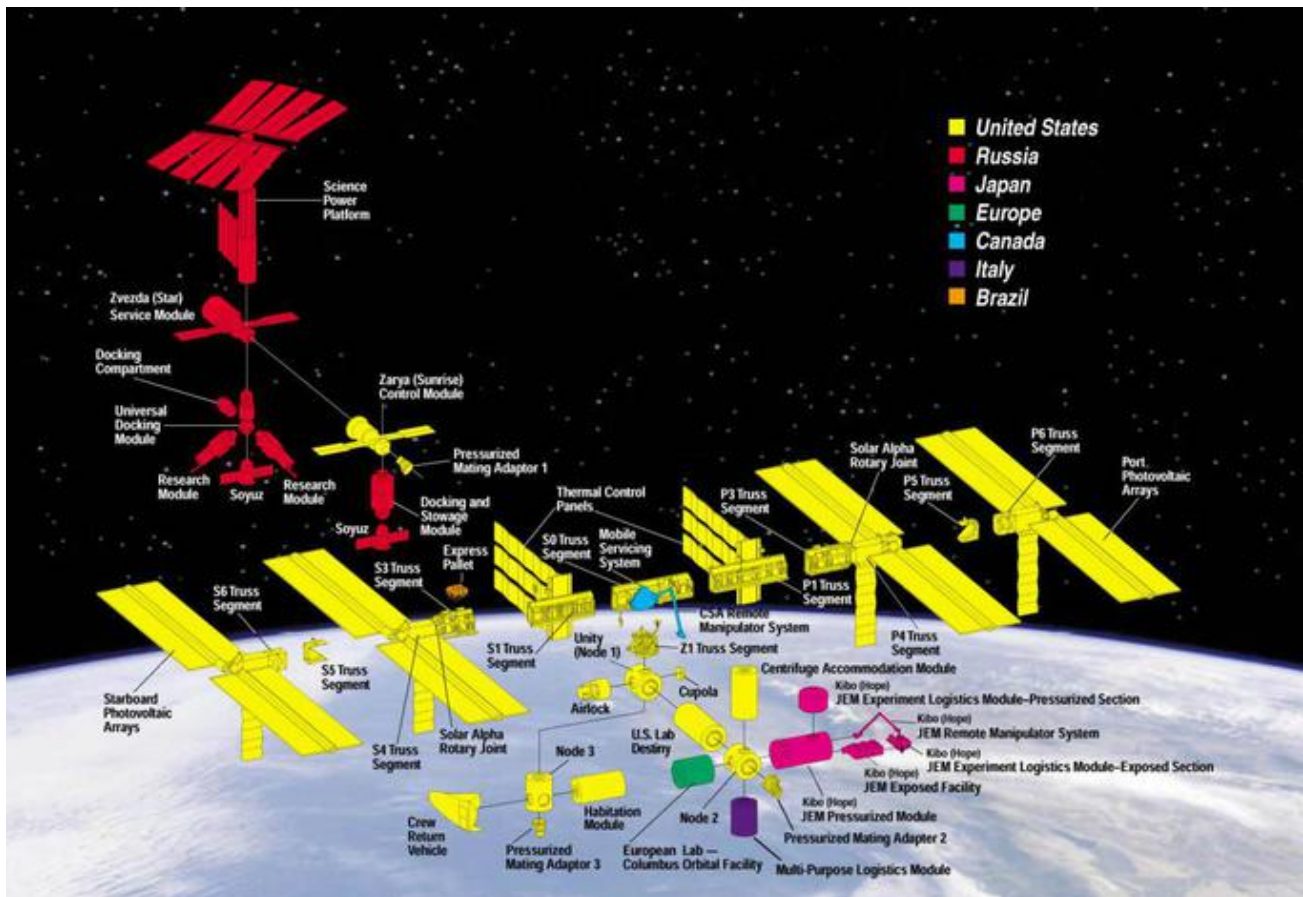 United States
Russia
Japan
Europe
Canada
Italy
Brazil
Science
Power
Platform
Zvezda (Star)
Service Module
Docking
Compartment
Universal
Docking
Module
Research
Module
Soyuz
Research
Module
Zarya (Sunrise)
Control Module
Pressurized
Mating Adaptor 1
Docking and
Stowage
Module
Soyuz
Express
Pallet
Thermal Control
Panels
S0 Truss
Segment
Mobile
Servicing
System
P3 Truss
Segment
Solar Alpha
Rotary Joint
P5 Truss
Segment
P6 Truss
Segment
Port
Photovoltaic
Arrays
S6 Truss
Segment
S3 Truss
Segment
P1 Truss
Segment
CSA Remote
Manipulator System
P4 Truss
Segment
Starboard
Photovoltaic
Arrays
S5 Truss
Segment
S4 Truss
Segment
Solar Alpha
Rotary Joint
S1 Truss
Segment
Unity
(Node 1)
Z1 Truss Segment
Cupola
Airlock
Centrifuge Accommodation Module
Kibo (Hope)
JEM Experiment Logistics Module–Pressurized Section
Kibo (Hope)
JEM Remote Manipulator System
Kibo (Hope)
JEM Experiment Logistics Module–Exposed Section
Kibo (Hope)
JEM Exposed Facility
Kibo (Hope)
JEM Pressurized Module
U.S. Lab
Destiny
Node 3
Habitation
Module
Crew
Return
Vehicle
Pressurized
Mating Adaptor 3
Node 2
European Lab —
Columbus Orbital Facility
Pressurized Mating Adapter 2
Multi-Purpose Logistics Module